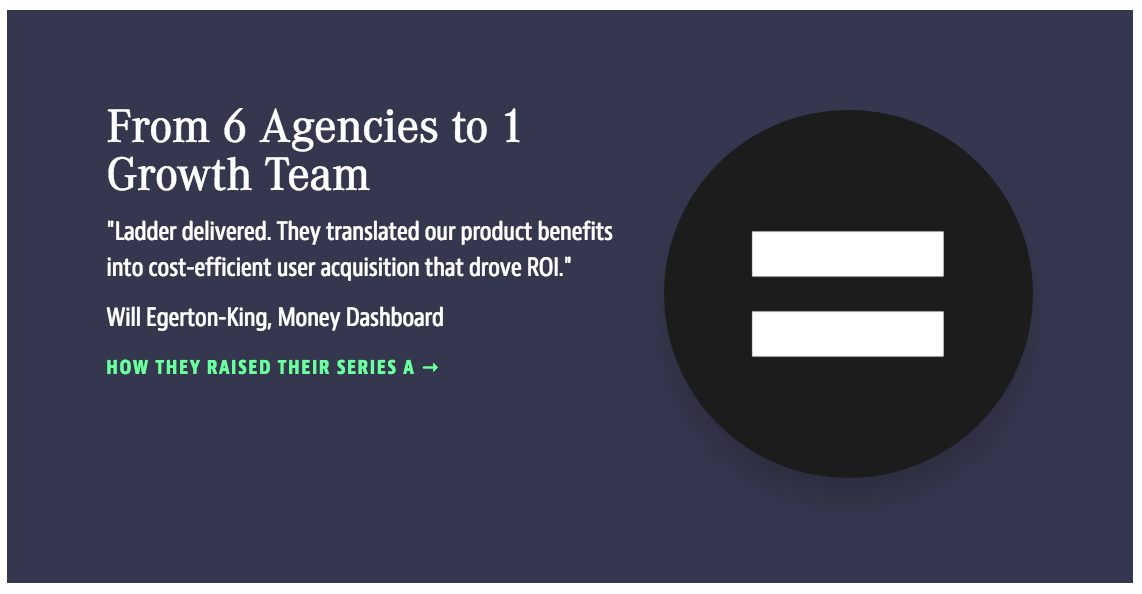 From 6 Agencies to 1
Growth Team
"Ladder delivered. They translated our product benefits
into cost-efficient user acquisition that drove ROI."
Will Egerton-King, Money Dashboard
HOW THEY RAISED THEIR SERIES A →